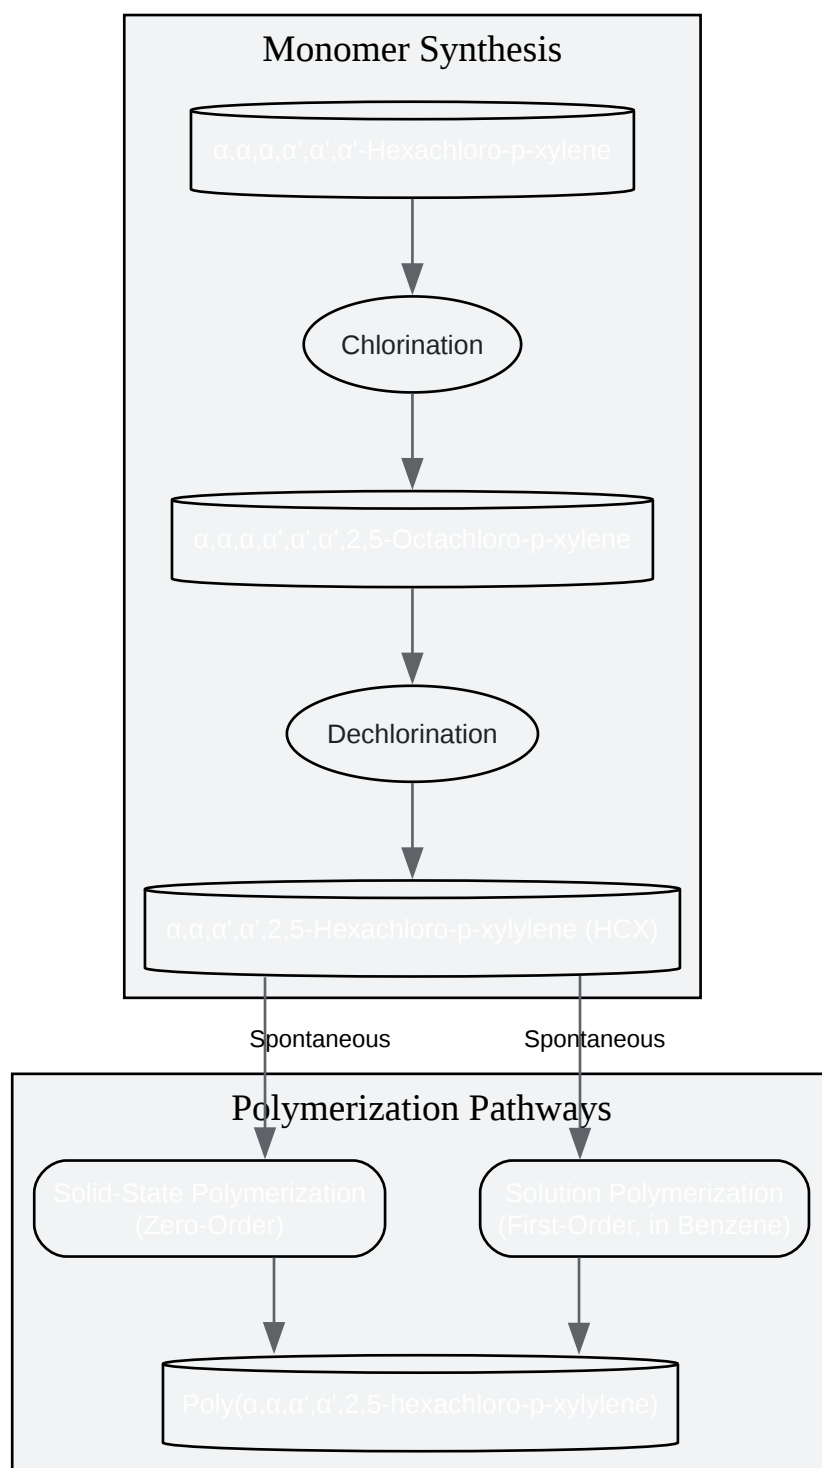 Monomer Synthesis
α,α,α,α',α',α'-Hexachloro-p-xylene
Chlorination
α,α,α,α',α',α',2,5-Octachloro-p-xylene
Dechlorination
α,α,α',α',2,5-Hexachloro-p-xylylene (HCX)
Spontaneous
Spontaneous
Polymerization Pathways
Solid-State Polymerization
(Zero-Order)
Solution Polymerization
(First-Order, in Benzene)
Poly(α,α,α',α',2,5-hexachloro-p-xylylene)